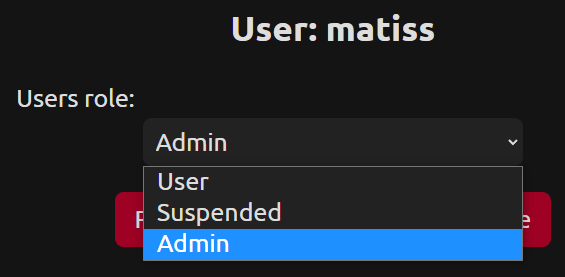 User: matiss
Users role:
Admin
User
Suspended
Admin